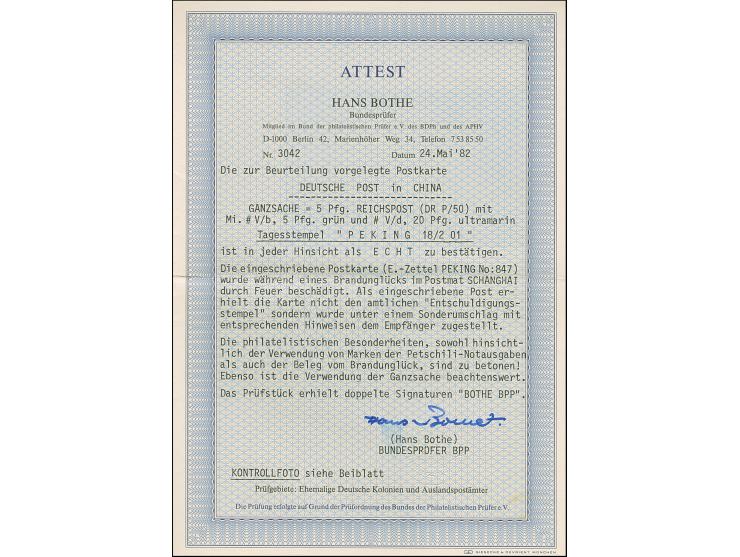 ATTEST
HANS BOTHE
Bundesprüfer
Mitglied im Bund der philatelistischen Prüfer e.V. des BDPh und des APHV
D-1000 Berlin 42, Marienhöher Weg 34, Telefon 7538550
Nr. 3042 Datum 24.Mai'82
Die zur Beurteilung vorgelegte Postkarte
DEUTSCHE POST in CHINA
GANZSACHE = 5 Pfg. REICHSPOST (DR P/50) mit
Mi. # V/b, 5 Pfg. grün und # V/d, 20 Pfg. ultramarin
Tagesstempel " P E K I N G 18/2 01 "
ist in jeder Hinsicht als E C H T zu bestätigen.
Die eingeschriebene Postkarte (E.-Zettel PEKING No:847)
wurde während eines Brandunglücks im Postmat SCHANGHAI
durch Feuer beschädigt. Als eingeschriebene Post er-
hielt die Karte nicht den amtlichen "Entschuldigungs-
stempel" sondern wurde unter einem Sonderumschlag mit
entsprechenden Hinweisen dem Empfänger zugestellt.
Die philatelistischen Besonderheiten, sowohl hinsicht-
lich der Verwendung von Marken der Petschili-Notausgaben,
als auch der Beleg vom Brandunglück, sind zu betonen!
Ebenso ist die Verwendung der Ganzsache beachtenswert.
Das Prüfstück erhielt doppelte Signaturen "BOTHE BPP".
Hans Bothe.
(Hans Bothe)
BUNDESPRÜFER BPP
KONTROLLFOTO siehe Beiblatt
Prüfgebiete: Ehemalige Deutsche Kolonien und Auslandspostämter
Die Prüfung erfolgte auf Grund der Prüfordnung des Bundes der Philatelistischen Prüfer e.V.
GIESECKE & DEVRIENT MÜNCHEN